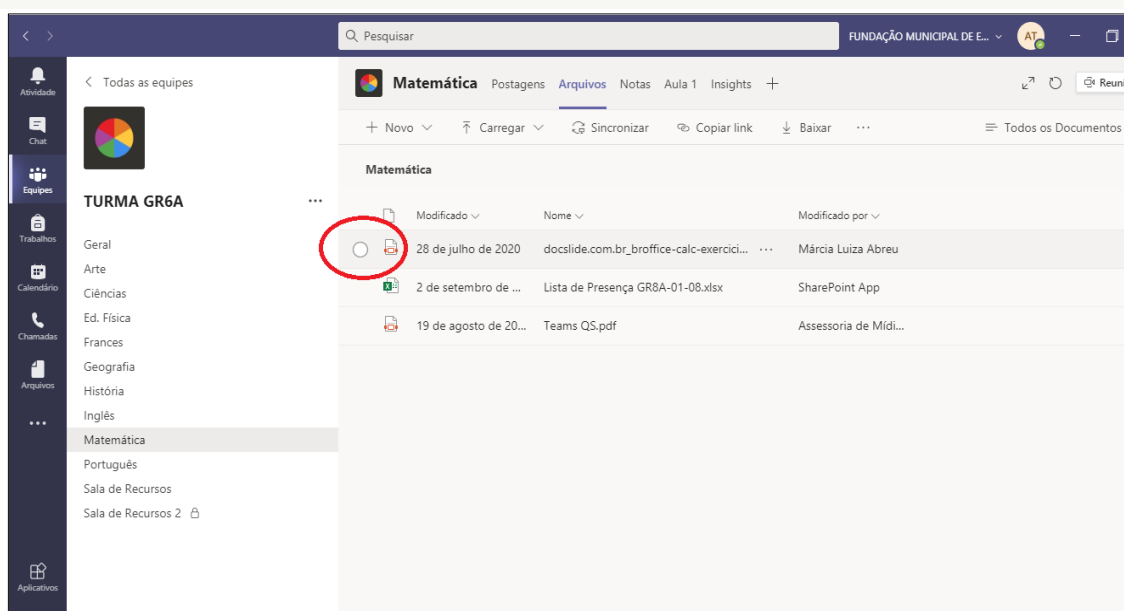 Pesquisar
FUNDAÇÃO MUNICIPAL DE E...
AT
Atividade
Chat
Equipes
Trabalhos
Calendário
Chamadas
Arquivos
Aplicativos
Todas as equipes
TURMA GR6A
Geral
Arte
Ciências
Ed. Física
Frances
Geografia
História
Inglês
Matemática
Português
Sala de Recursos
Sala de Recursos 2
Matemática Postagens Arquivos Notas Aula 1 Insights Reuni
Novo Carregar Sincronizar Copiar link Baixar ... Todos os Documentos
Matemática
Modificado Nome Modificado por
28 de julho de 2020 docslide.com.br_broffice-calc-exercici... ... Márcia Luiza Abreu
2 de setembro de ... Lista de Presença GR8A-01-08.xlsx SharePoint App
19 de agosto de 20... Teams QS.pdf Assessoria de Mídi...